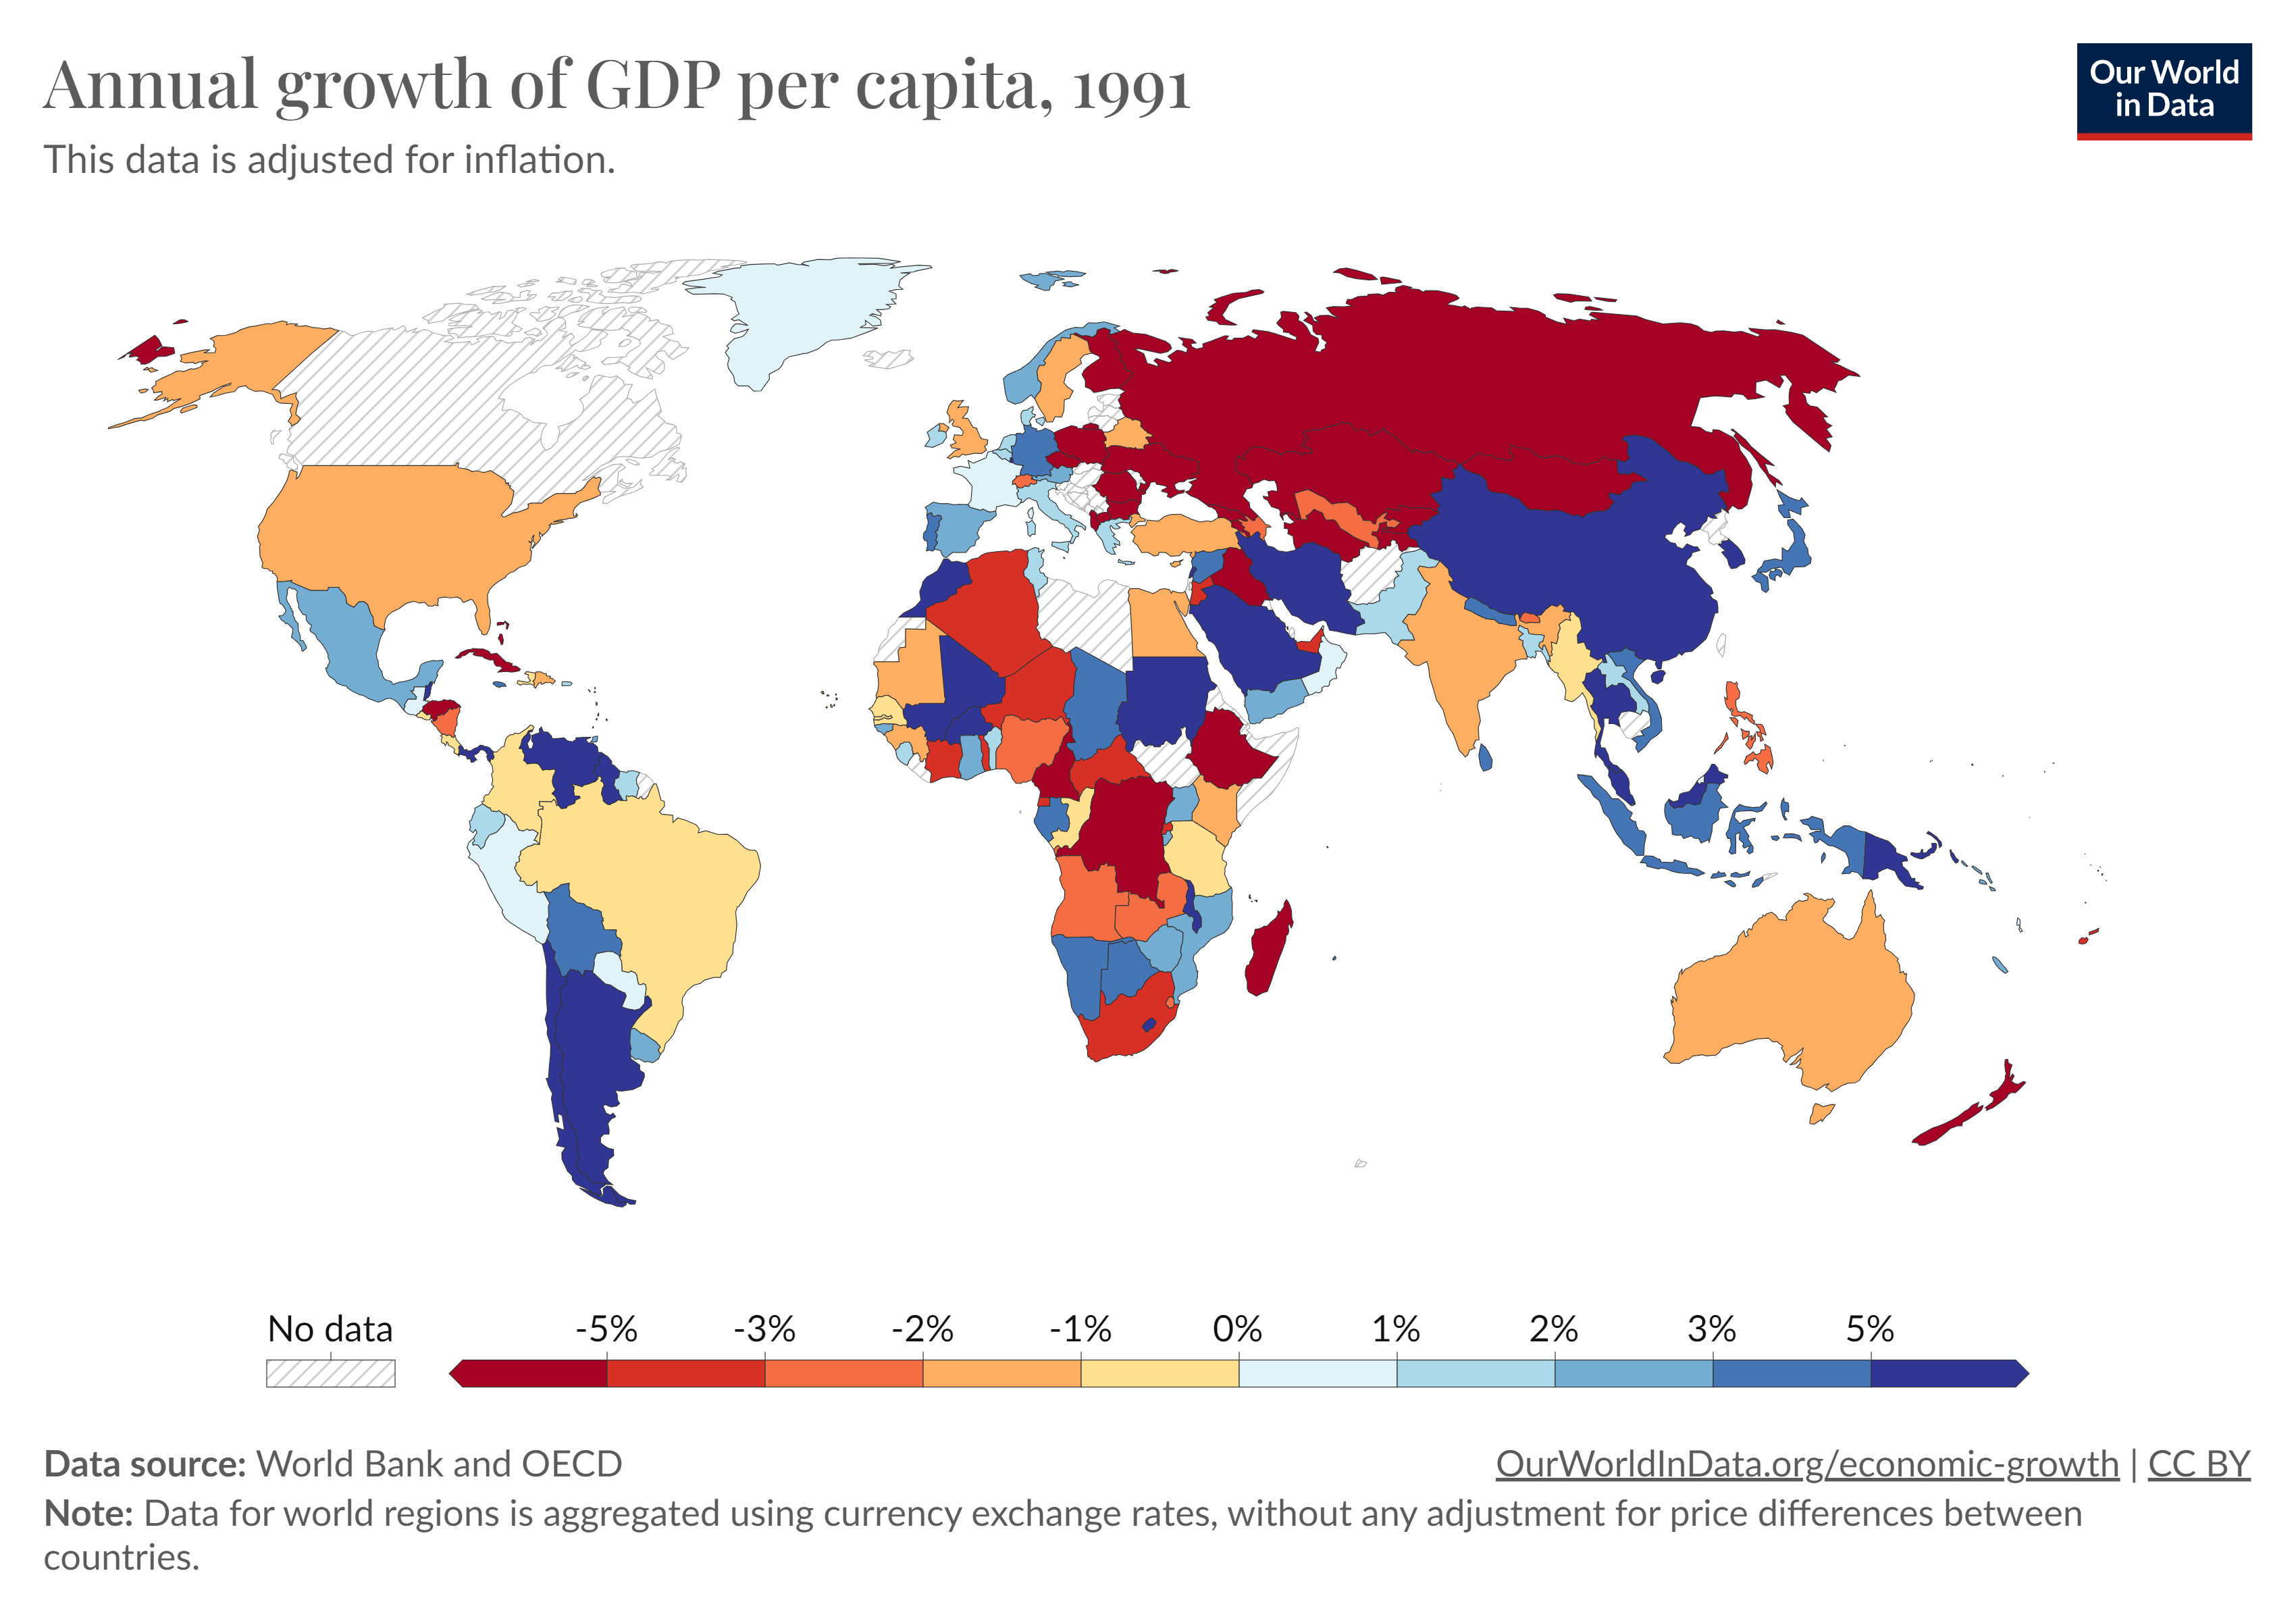 Annual growth of GDP per capita, 1991
This data is adjusted for inflation.
Our World
in Data
No data
-5%
-3%
-2%
-1%
0%
1%
2%
3%
5%
Data source: World Bank and OECD
OurWorldInData.org/economic-growth | CC BY
Note: Data for world regions is aggregated using currency exchange rates, without any adjustment for price differences between
countries.